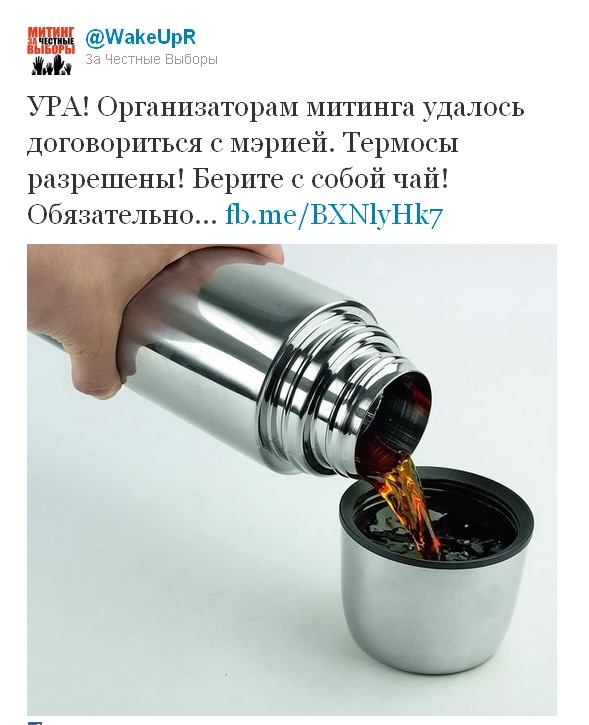 МИТИНГ
ЗА ЧЕСТНЫЕ
ВЫБОРЫ
@WakeUpR
За Честные Выборы
УРА! Организаторам митинга удалось
договориться с мэрией. Термосы
разрешены! Берите с собой чай!
Обязательно... fb.me/BXNlyHk7